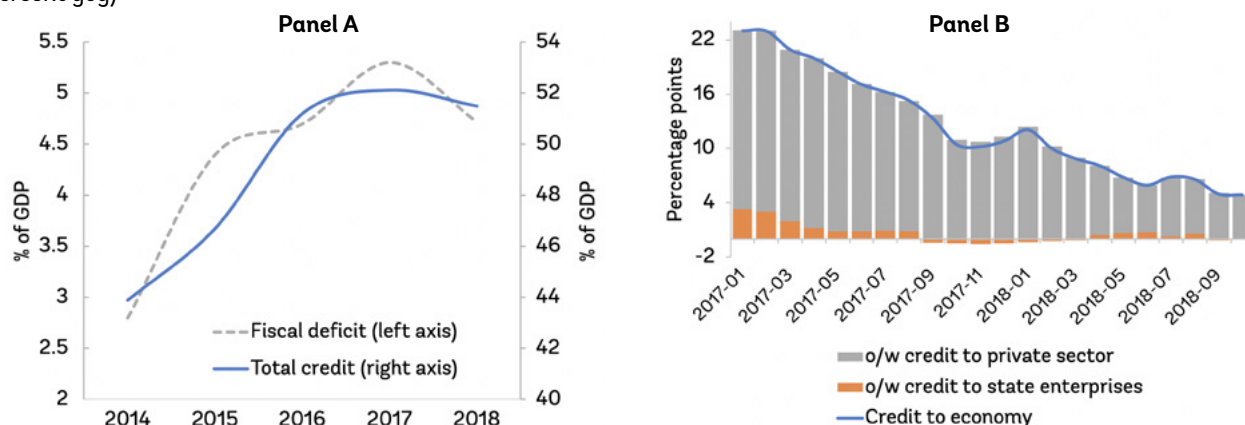 Panel A
5.5
5
4.5
4
3.5
3
2.5
2
% of GDP
54
52
50
48
46
44
42
40
% of GDP
Fiscal deficit (left axis)
Total credit (right axis)
2014 2015 2016 2017 2018
Panel B
Percentage points
22
16
10
4
-2
2017-01
2017-03
2017-05
2017-07
2017-09
2017-11
2018-01
2018-03
2018-05
2018-07
2018-09
o/w credit to private sector
o/w credit to state enterprises
Credit to economy